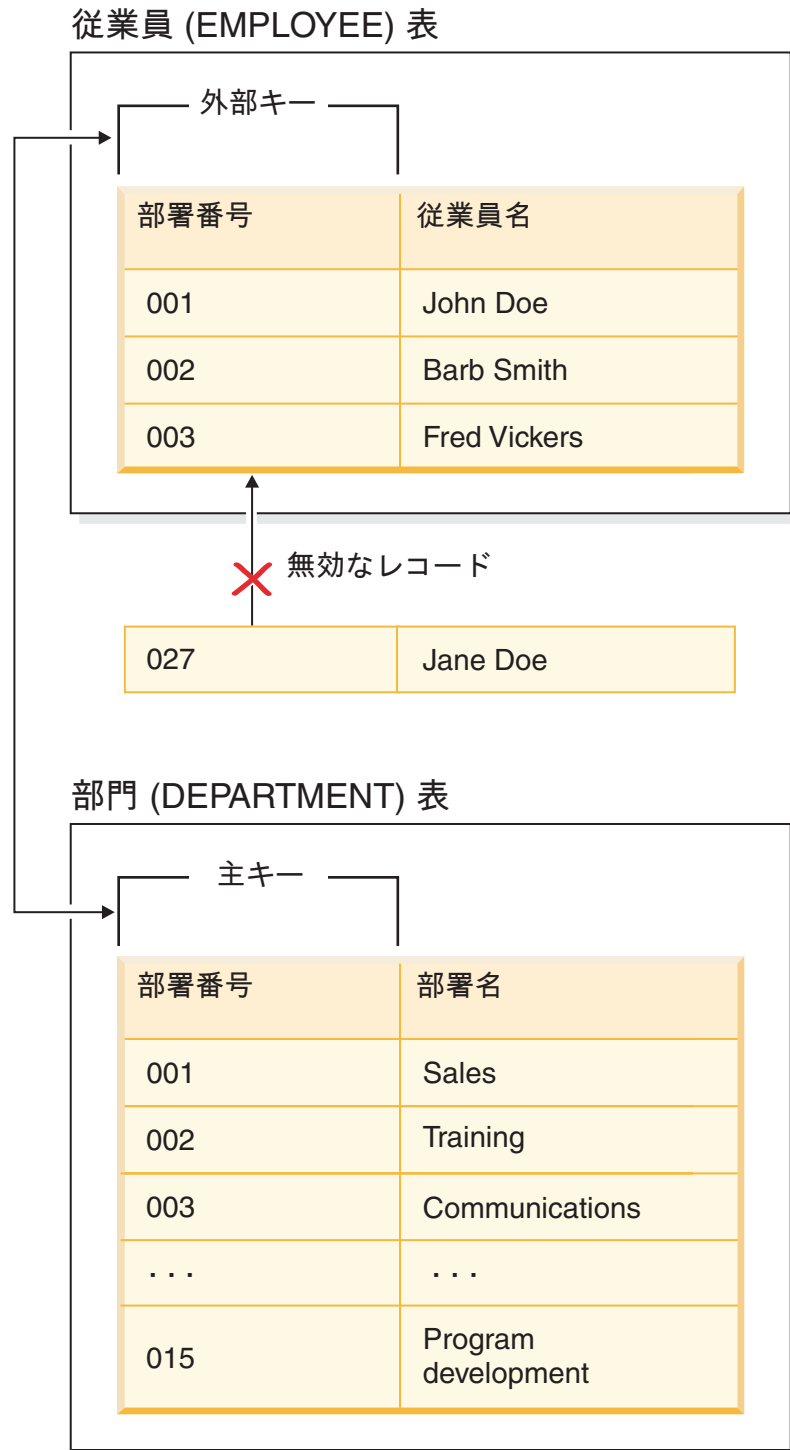 従業員 (EMPLOYEE) 表
外部キー
部署番号 従業員名
001 John Doe
002 Barb Smith
003 Fred Vickers
無効なレコード
027 Jane Doe
部門 (DEPARTMENT) 表
主キー
部署番号 部署名
001 Sales
002 Training
003 Communications
. . . . . .
015 Program
development